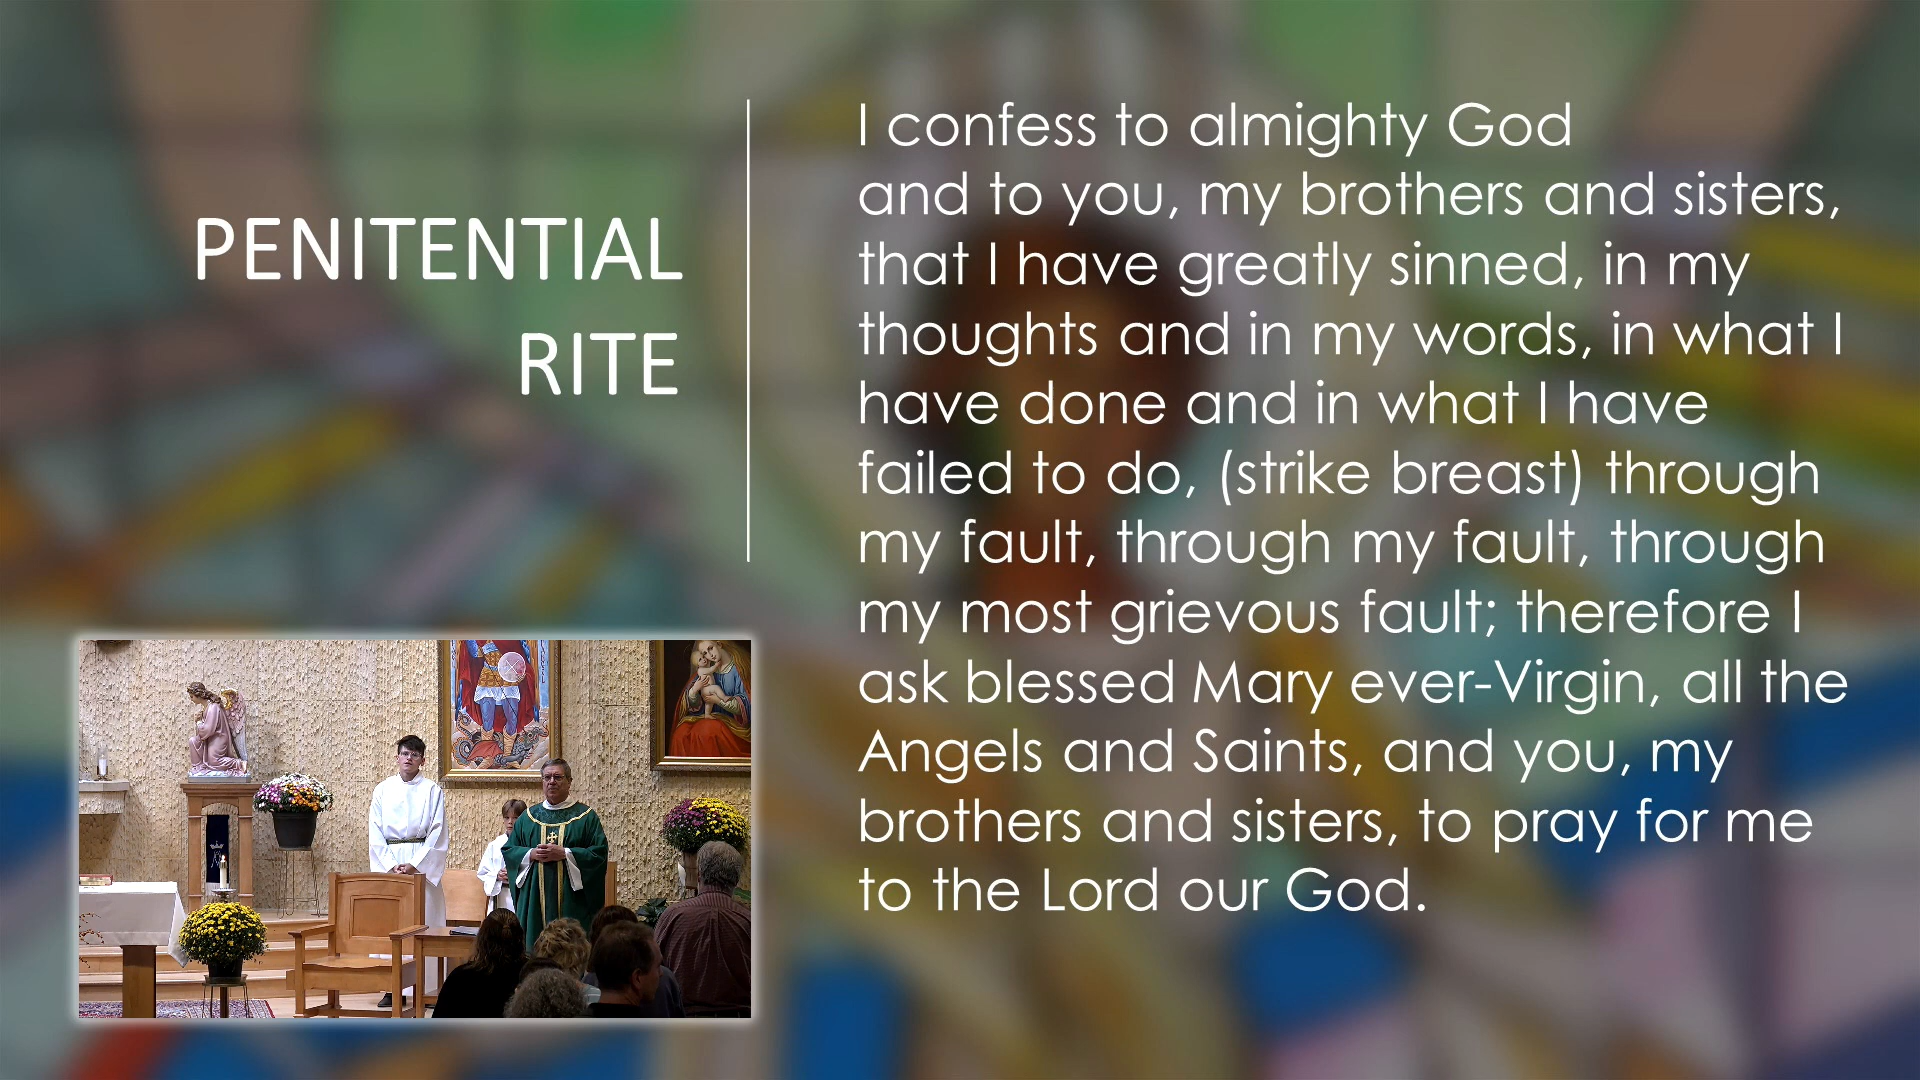 PENITENTIAL
RITE
I confess to almighty God
and to you, my brothers and sisters,
that I have greatly sinned, in my
thoughts and in my words, in what I
have done and in what I have
failed to do, (strike breast) through
my fault, through my fault, through
my most grievous fault; therefore I
ask blessed Mary ever-Virgin, all the
Angels and Saints, and you, my
brothers and sisters, to pray for me
to the Lord our God.